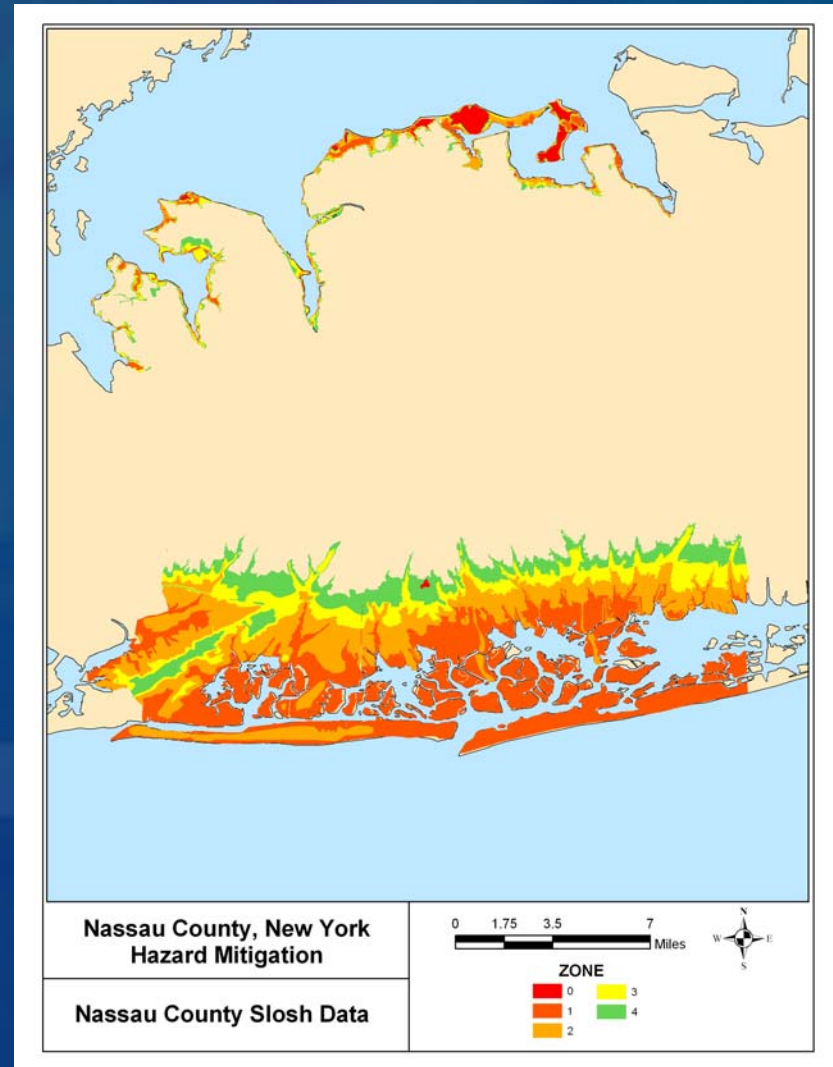 Nassau County, New York
Hazard Mitigation
Nassau County Slosh Data
0 1.75 3.5 7
Miles
N
W E
S
ZONE
0 3
1 4
2